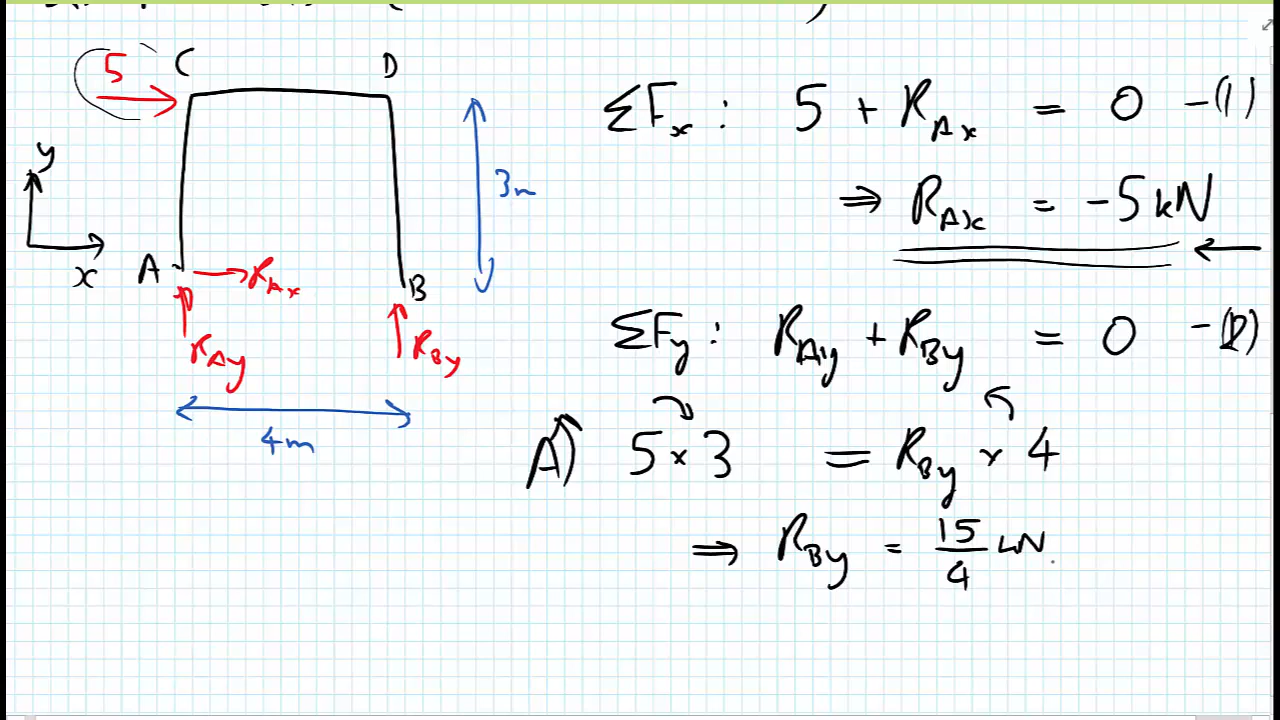 5
C
D
y
x
3m
A
R_Ax
B
R_Ay
R_By
4m
ΣF_x : 5 + R_Ax = 0 -(1)
⇒ R_Ax = -5 kN ←
ΣF_y : R_Ay + R_By = 0 -(2)
A) 5 × 3 = R_By × 4
⇒ R_By = 15/4 kN